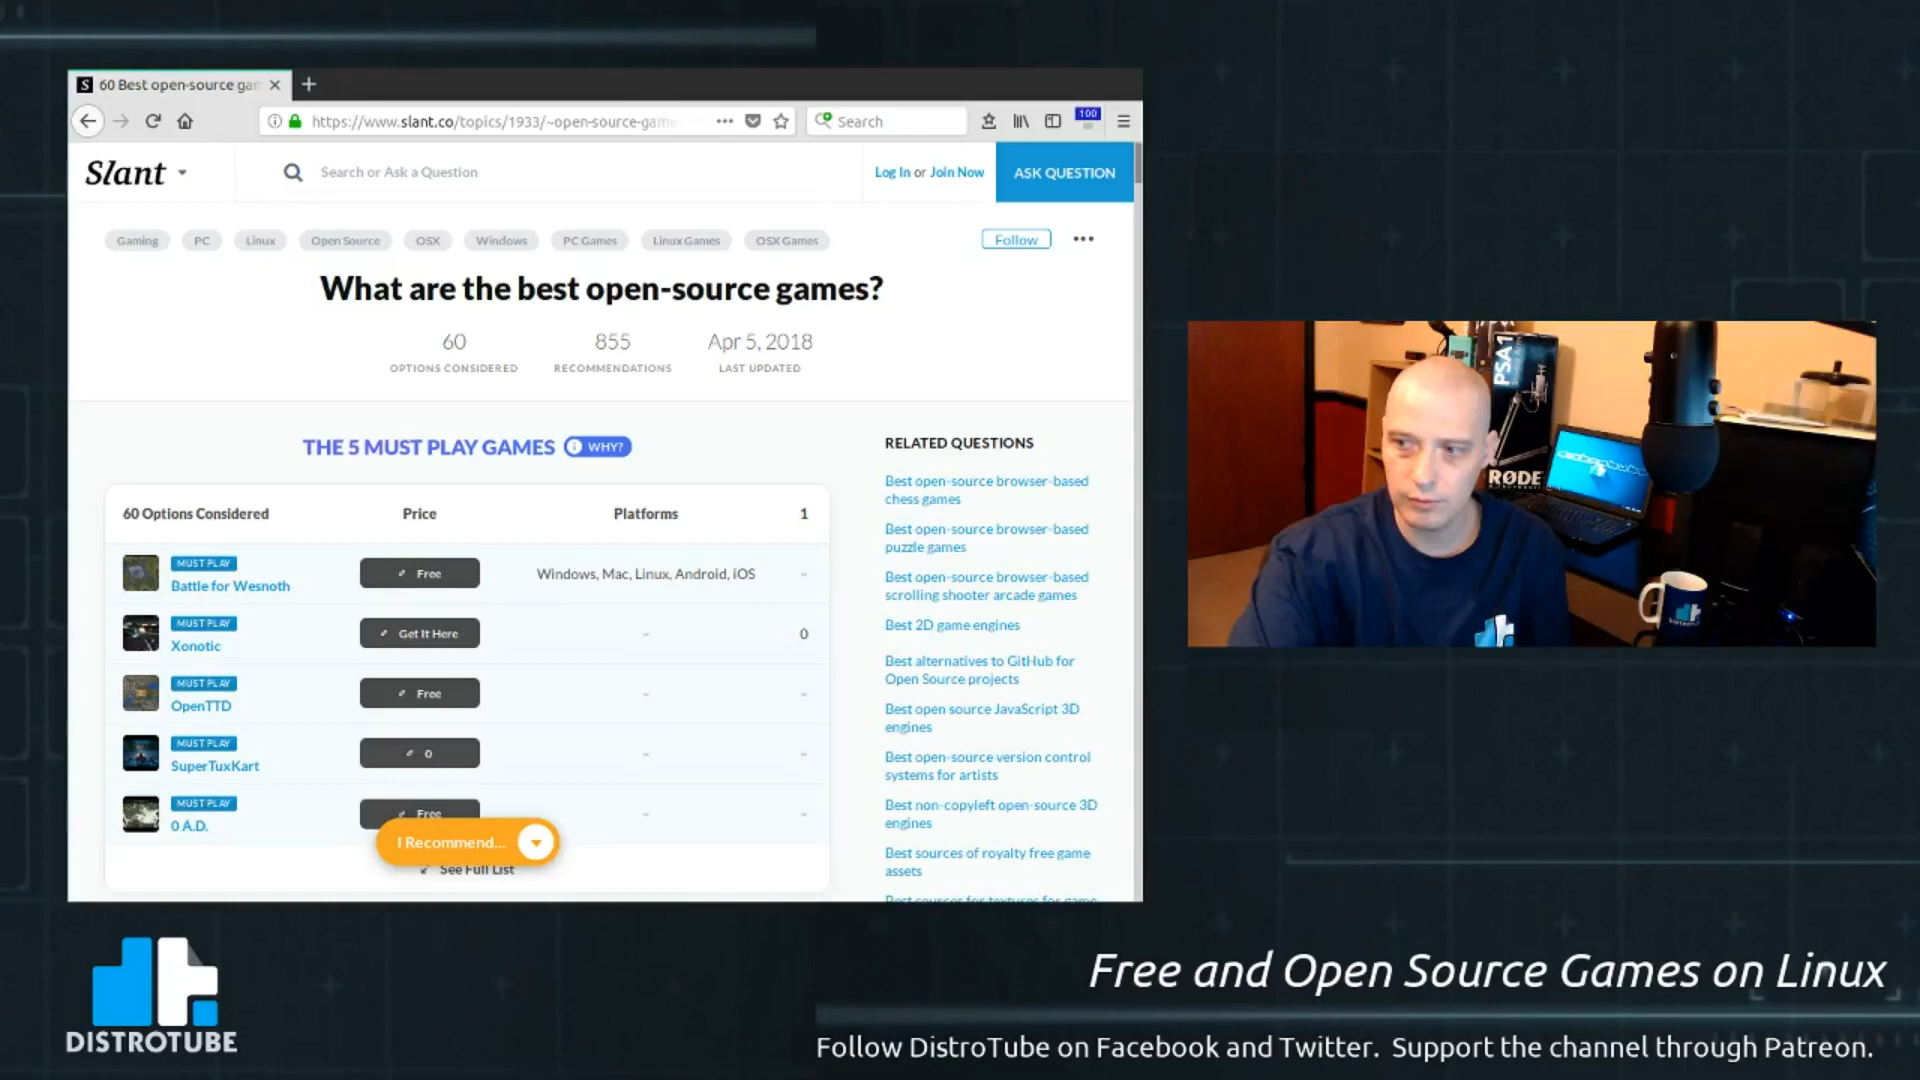 60 Best open-source gam
https://www.slant.co/topics/1933/~open-source-game
Search
100
Slant
Search or Ask a Question
Log In or Join Now
ASK QUESTION
Gaming
PC
Linux
Open Source
OSX
Windows
PC Games
Linux Games
OSX Games
Follow
What are the best open-source games?
60
855
Apr 5, 2018
OPTIONS CONSIDERED
RECOMMENDATIONS
LAST UPDATED
THE 5 MUST PLAY GAMES
WHY?
60 Options Considered
Price
Platforms
1
MUST PLAY
Battle for Wesnoth
Free
Windows, Mac, Linux, Android, iOS
-
MUST PLAY
Xonotic
Get It Here
-
0
MUST PLAY
OpenTTD
Free
-
-
MUST PLAY
SuperTuxKart
0
-
-
MUST PLAY
0 A.D.
Free
-
-
I Recommend...
See Full List
RELATED QUESTIONS
Best open-source browser-based
chess games
Best open-source browser-based
puzzle games
Best open-source browser-based
scrolling shooter arcade games
Best 2D game engines
Best alternatives to GitHub for
Open Source projects
Best open source JavaScript 3D
engines
Best open-source version control
systems for artists
Best non-copyleft open-source 3D
engines
Best sources of royalty free game
assets
Best sources for textures for game
PSA1
RØDE
DISTROTUBE
Free and Open Source Games on Linux
Follow DistroTube on Facebook and Twitter. Support the channel through Patreon.